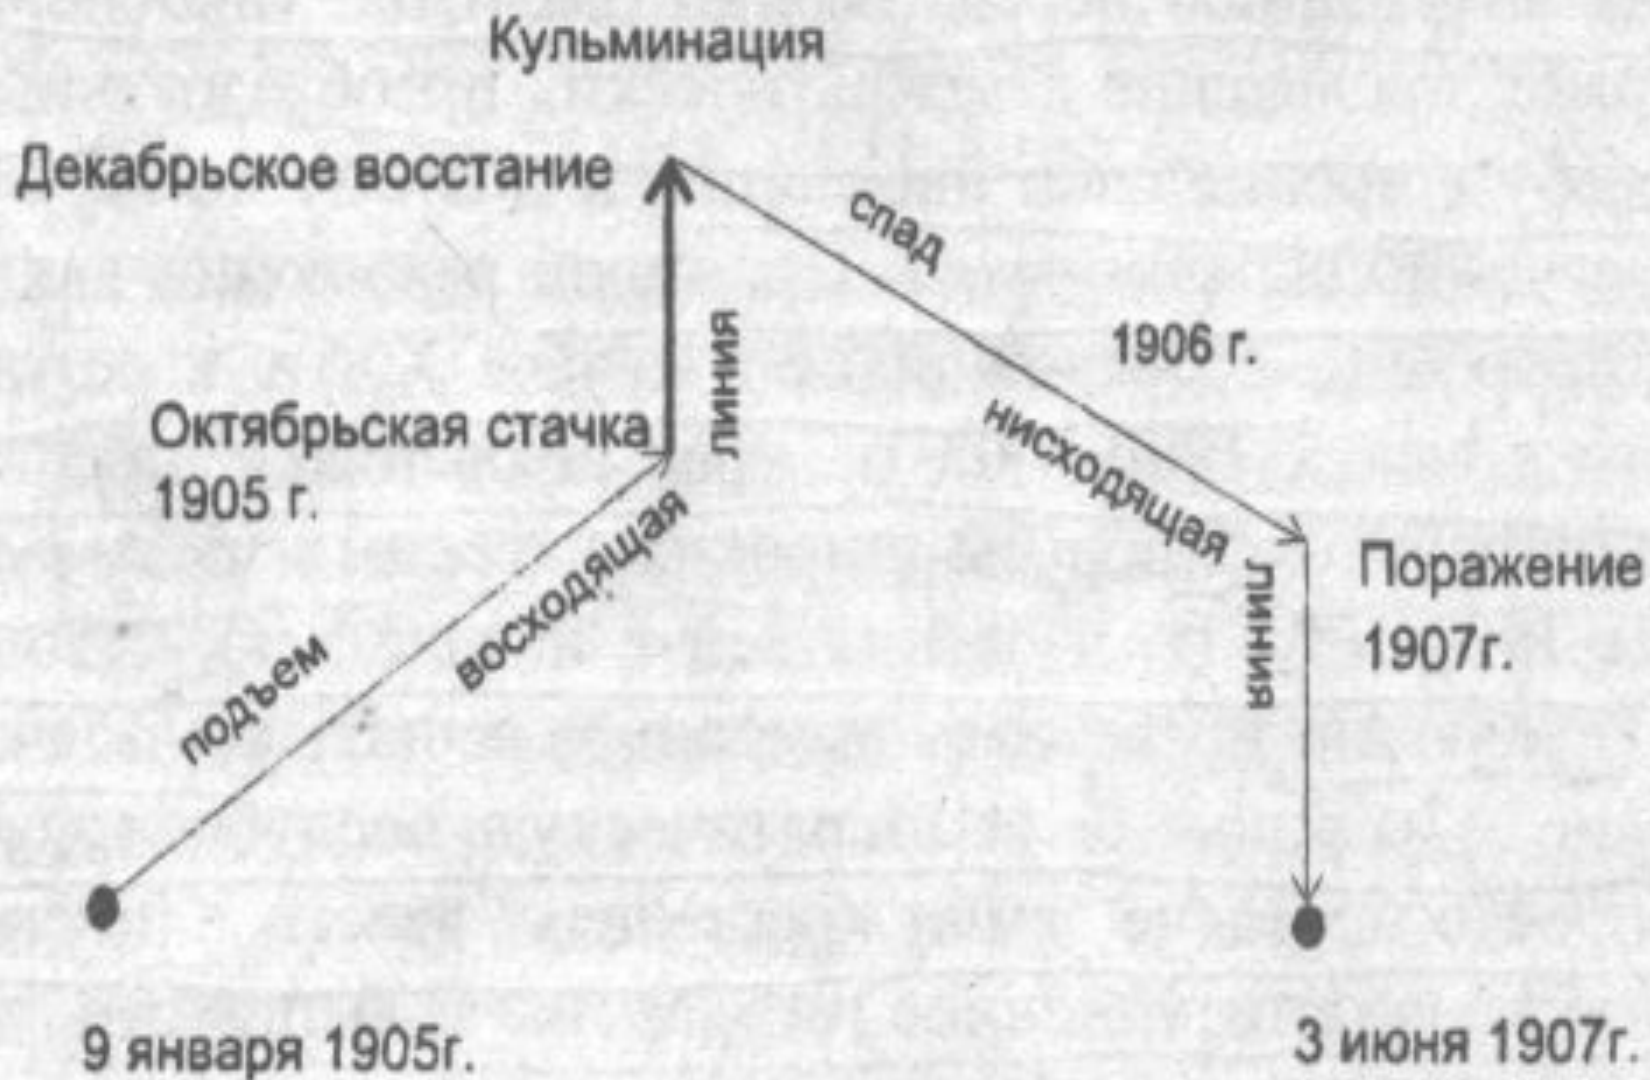 Кульминация
Декабрьское восстание
спад
1906 г.
линия
Октябрьская стачка
1905 г.
нисходящая
восходящая
линия
Поражение
1907г.
подъем
9 января 1905г.
3 июня 1907г.